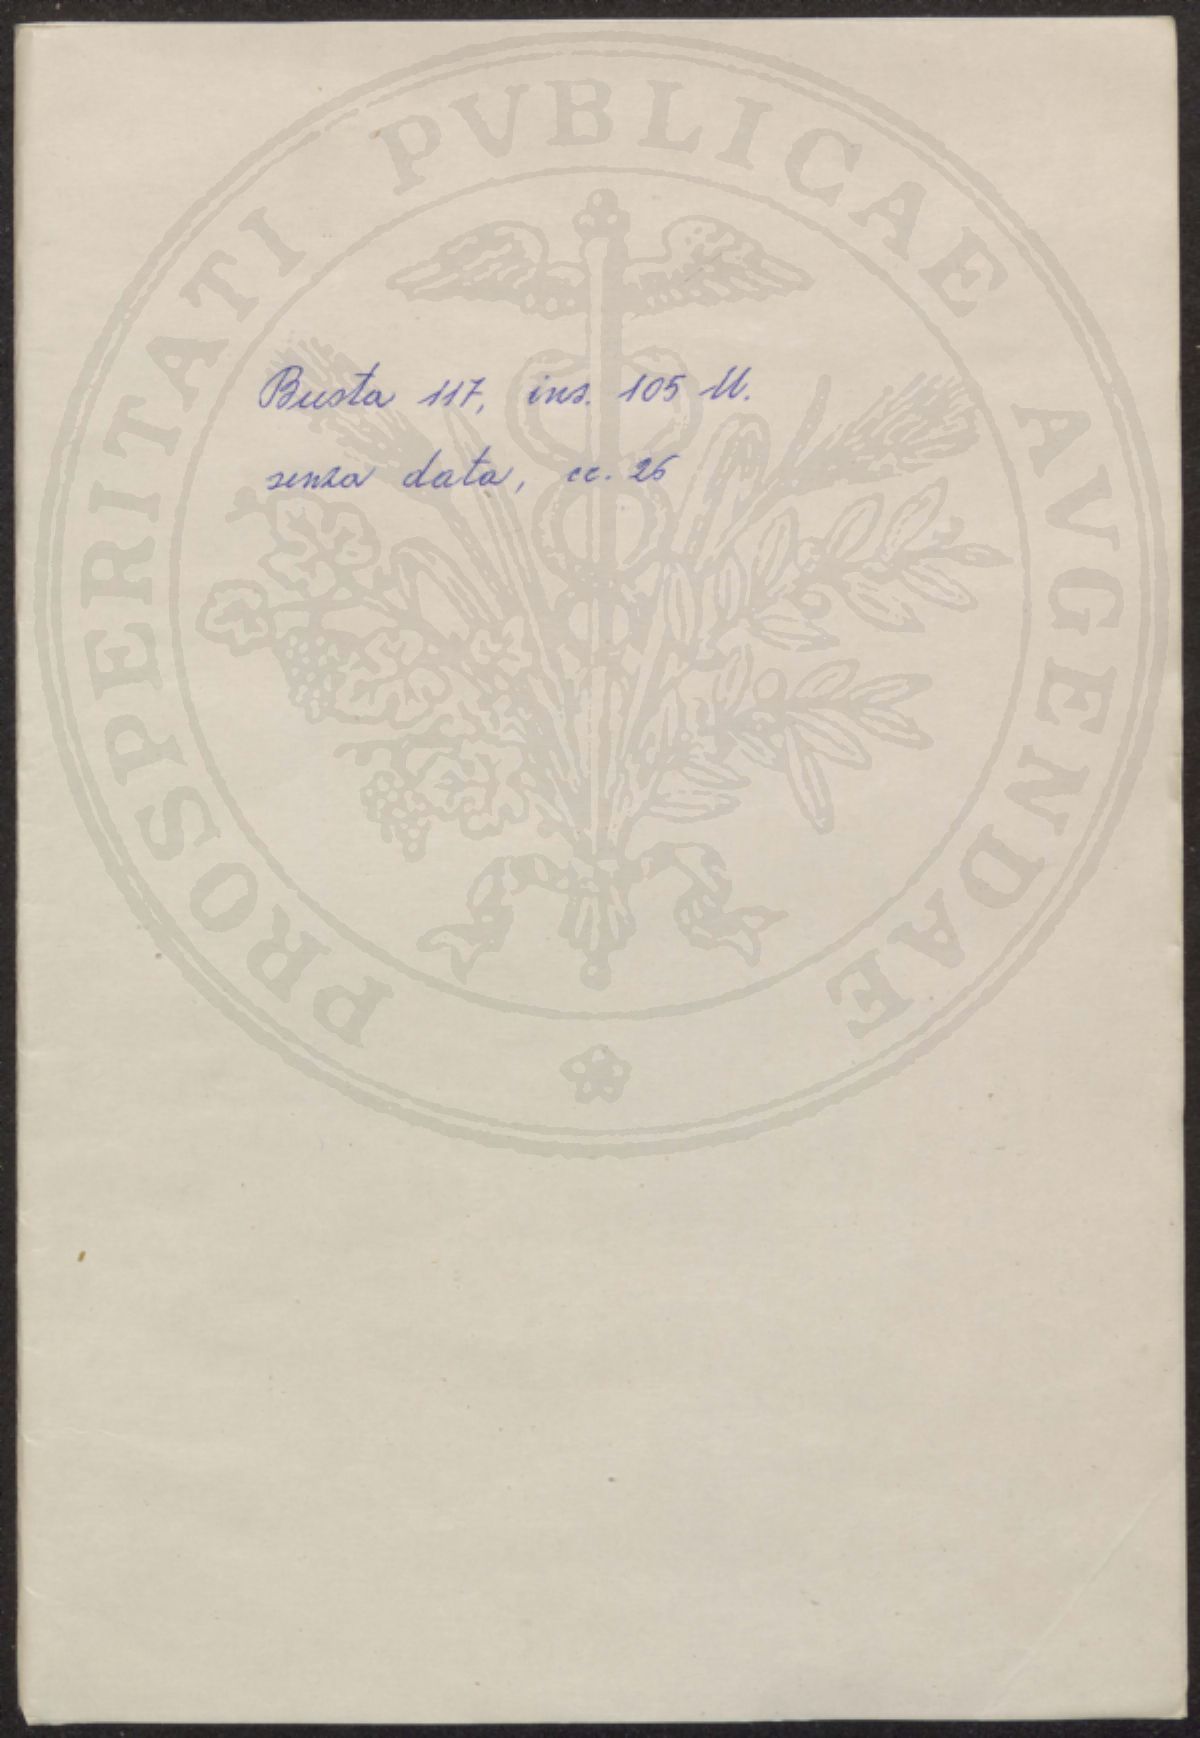 PROSPERITATI PVBLICAE AVGENDAE
Busta 117, ins. 105 U.
senza data, cc. 26